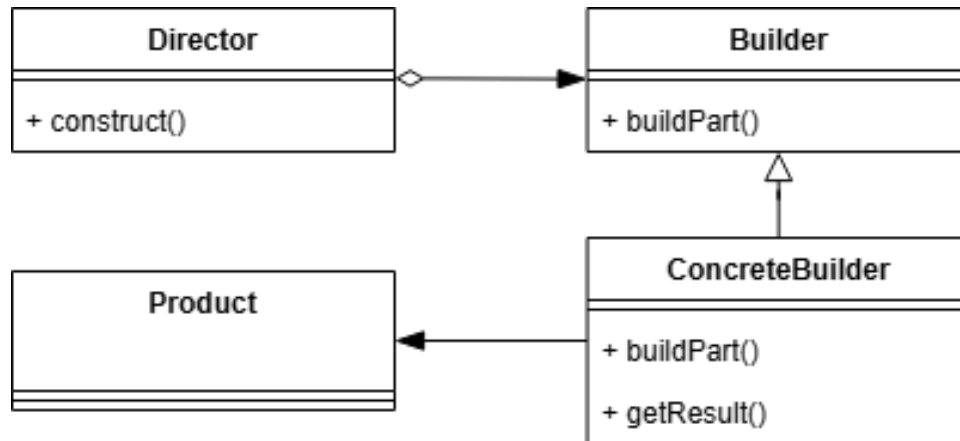 Director
+ construct()
Builder
+ buildPart()
Product
ConcreteBuilder
+ buildPart()
+ getResult()